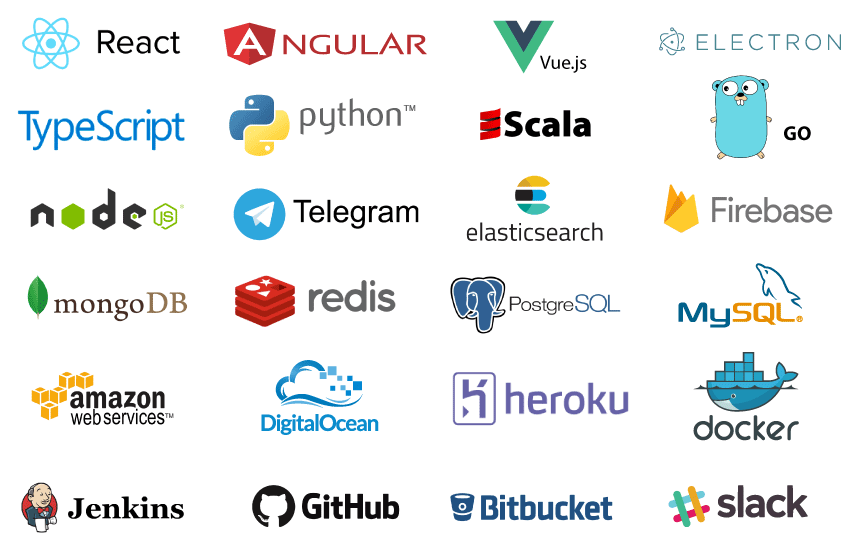 React
ANGULAR
Vue.js
ELECTRON
TypeScript
python™
Scala
GO
node
JS
®
Telegram
elasticsearch
Firebase
mongoDB
redis
PostgreSQL
MySQL®
amazon
web services™
DigitalOcean
heroku
docker
Jenkins
GitHub
Bitbucket
slack